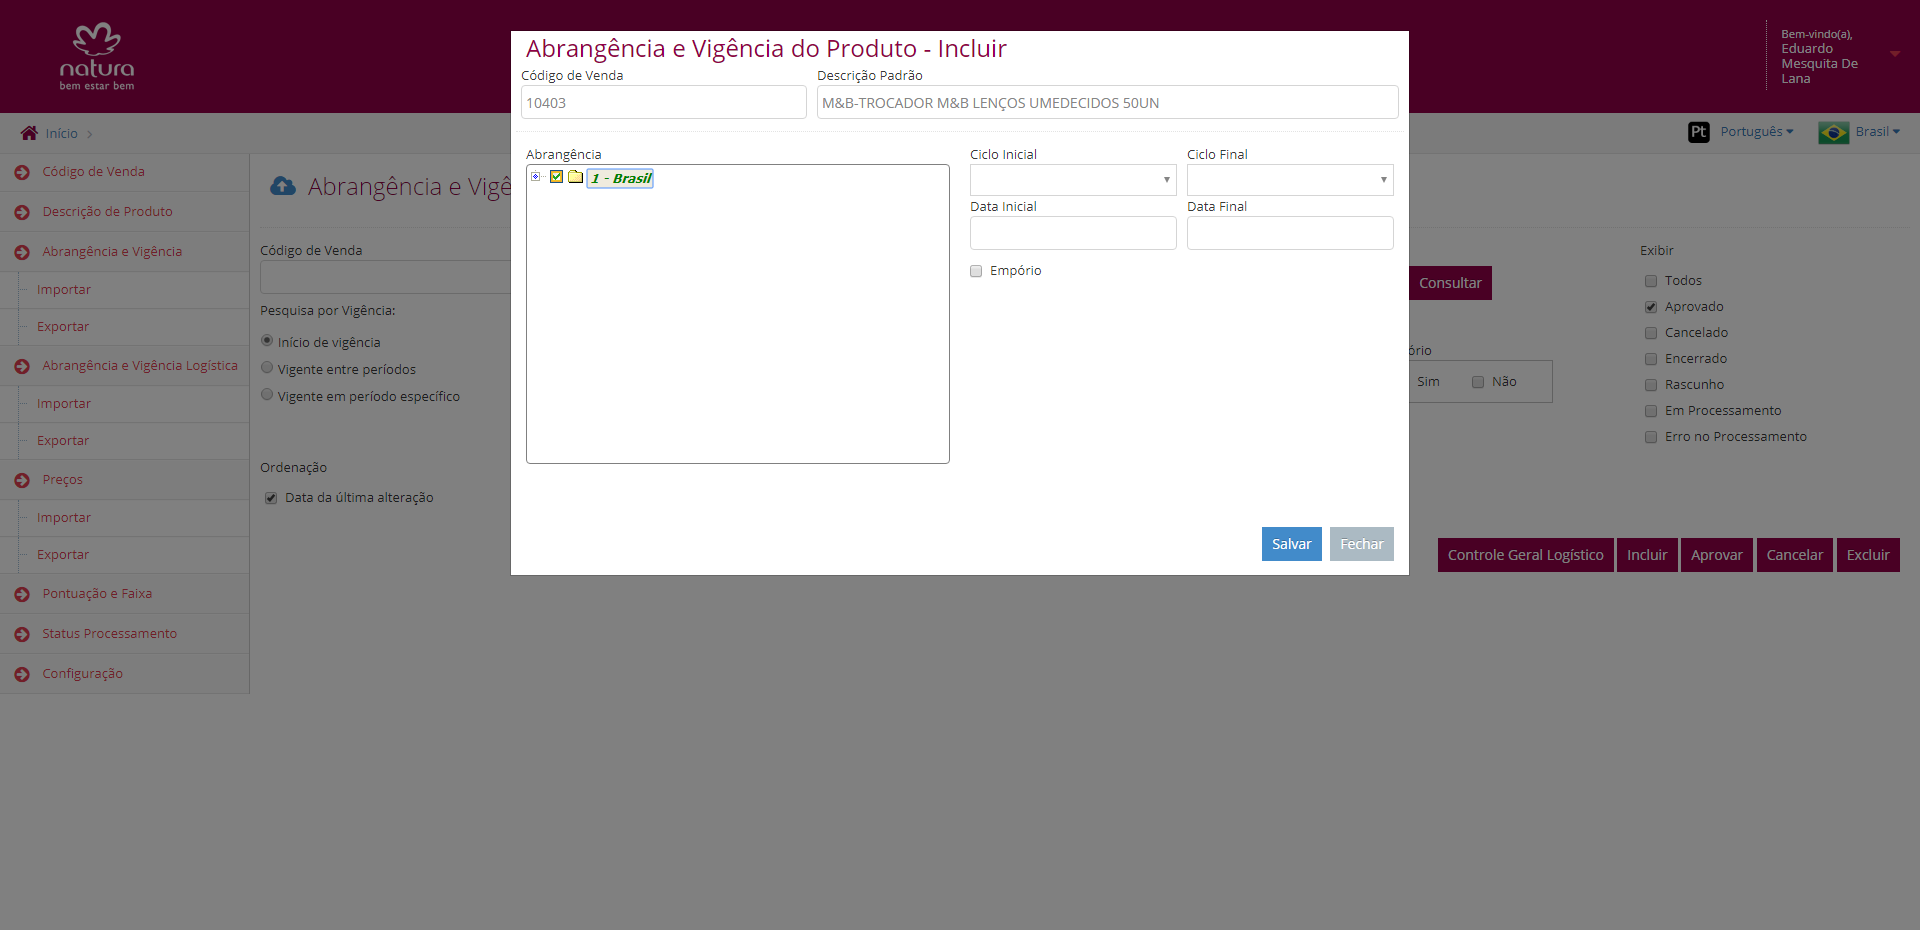 natura
bem estar bem
Bem-vindo(a),
Eduardo
Mesquita De
Lana
Início
Pt Português
Brasil
Código de Venda
Descrição de Produto
Abrangência e Vigência
Importar
Exportar
Abrangência e Vigência Logística
Importar
Exportar
Preços
Importar
Exportar
Pontuação e Faixa
Status Processamento
Configuração
Abrangência e Vigê
Código de Venda
Pesquisa por Vigência:
Início de vigência
Vigente entre períodos
Vigente em período específico
Ordenação
Data da última alteração
Abrangência e Vigência do Produto - Incluir
Código de Venda
Descrição Padrão
10403
M&B-TROCADOR M&B LENÇOS UMEDECIDOS 50UN
Abrangência
1 - Brasil
Ciclo Inicial
Ciclo Final
Data Inicial
Data Final
Empório
Salvar
Fechar
Consultar
ório
Sim
Não
Exibir
Todos
Aprovado
Cancelado
Encerrado
Rascunho
Em Processamento
Erro no Processamento
Controle Geral Logístico
Incluir
Aprovar
Cancelar
Excluir